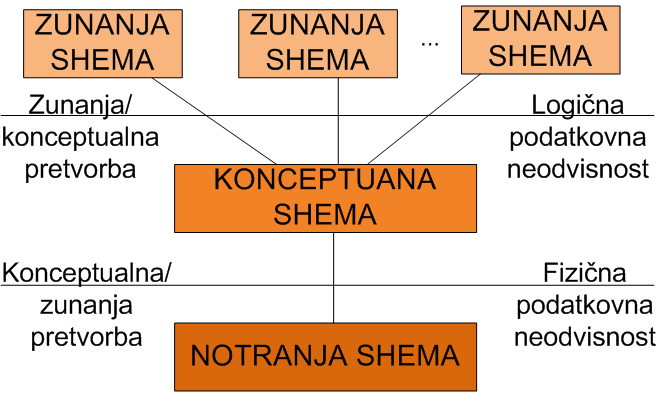 ZUNANJA
SHEMA
ZUNANJA
SHEMA
...
ZUNANJA
SHEMA
Zunanja/
konceptualna
pretvorba
Logična
podatkovna
neodvisnost
KONCEPTUANA
SHEMA
Konceptualna/
zunanja
pretvorba
Fizična
podatkovna
neodvisnost
NOTRANJA SHEMA